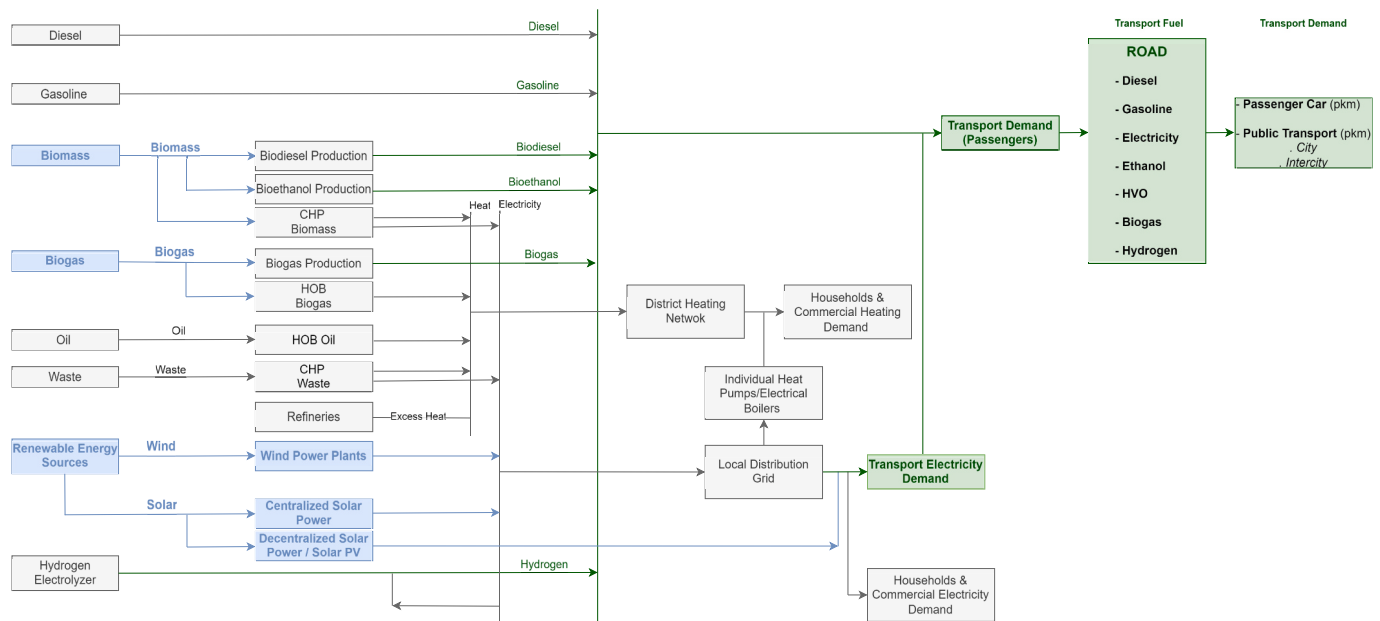 Transport Fuel
Transport Demand
Diesel
Diesel
ROAD
- Diesel
- Gasoline
- Electricity
- Ethanol
- HVO
- Biogas
- Hydrogen
- Passenger Car (pkm)
- Public Transport (pkm)
. City
. Intercity
Gasoline
Gasoline
Transport Demand
(Passengers)
Biomass
Biomass
Biodiesel Production
Biodiesel
Bioethanol Production
Bioethanol
Heat
Electricity
CHP
Biomass
Biogas
Biogas
Biogas Production
Biogas
HOB
Biogas
District Heating
Netwok
Households &
Commercial Heating
Demand
Oil
Oil
HOB Oil
Waste
Waste
CHP
Waste
Individual Heat
Pumps/Electrical
Boilers
Refineries
Excess Heat
Renewable Energy
Sources
Wind
Wind Power Plants
Local Distribution
Grid
Transport Electricity
Demand
Solar
Centralized Solar
Power
Decentralized Solar
Power / Solar PV
Hydrogen
Electrolyzer
Hydrogen
Households &
Commercial Electricity
Demand